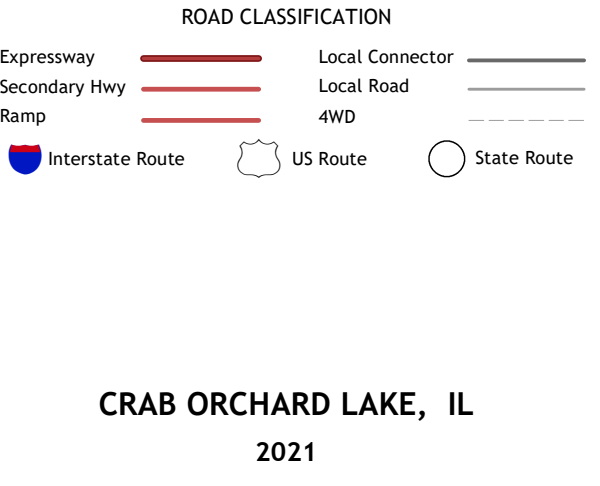 ROAD CLASSIFICATION
Expressway
Local Connector
Secondary Hwy
Local Road
Ramp
4WD
Interstate Route
US Route
State Route
CRAB ORCHARD LAKE, IL
2021